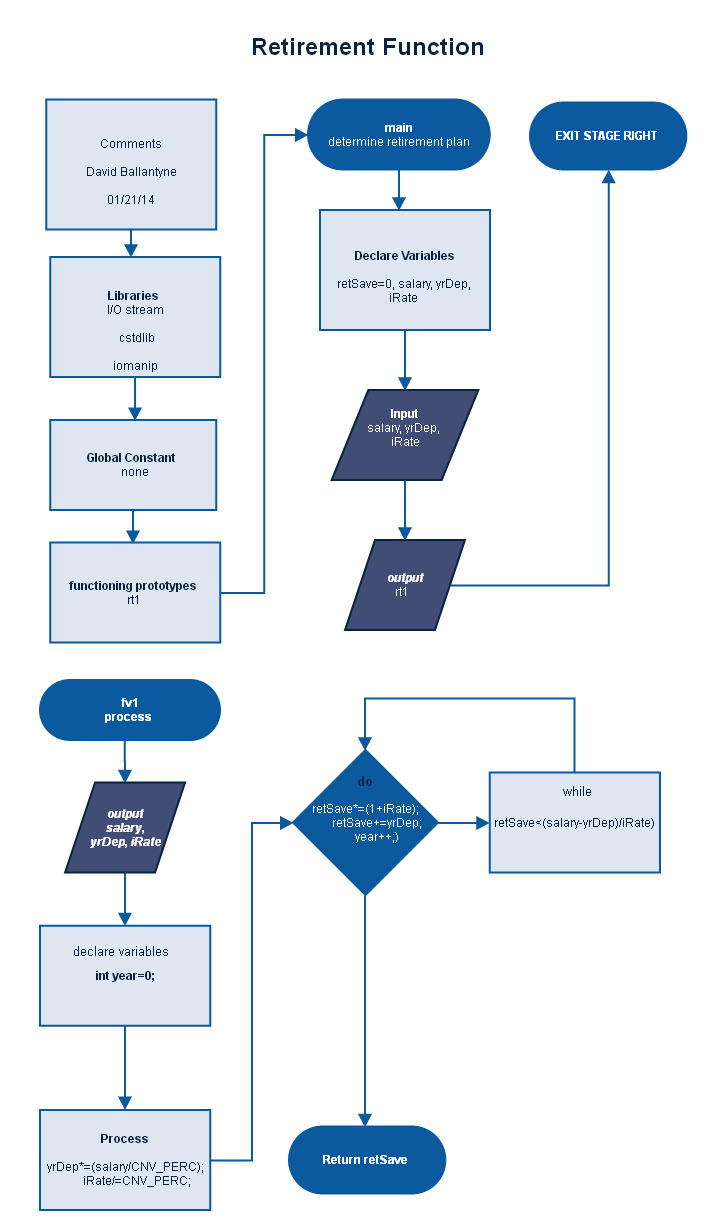 Retirement Function
Comments
David Ballantyne
01/21/14
Libraries
I/O stream
cstdlib
iomanip
Global Constant
none
functioning prototypes
rt1
main
determine retirement plan
Declare Variables
retSave=0, salary, yrDep,
iRate
Input
salary, yrDep,
iRate
output
rt1
EXIT STAGE RIGHT
fv1
process
output
salary,
yrDep, iRate
declare variables
int year=0;
Process
yrDep*=(salary/CNV_PERC);
iRate/=CNV_PERC;
do
retSave*=(1+iRate);
retSave+=yrDep;
year++;)
while
retSave<(salary-yrDep)/iRate)
Return retSave